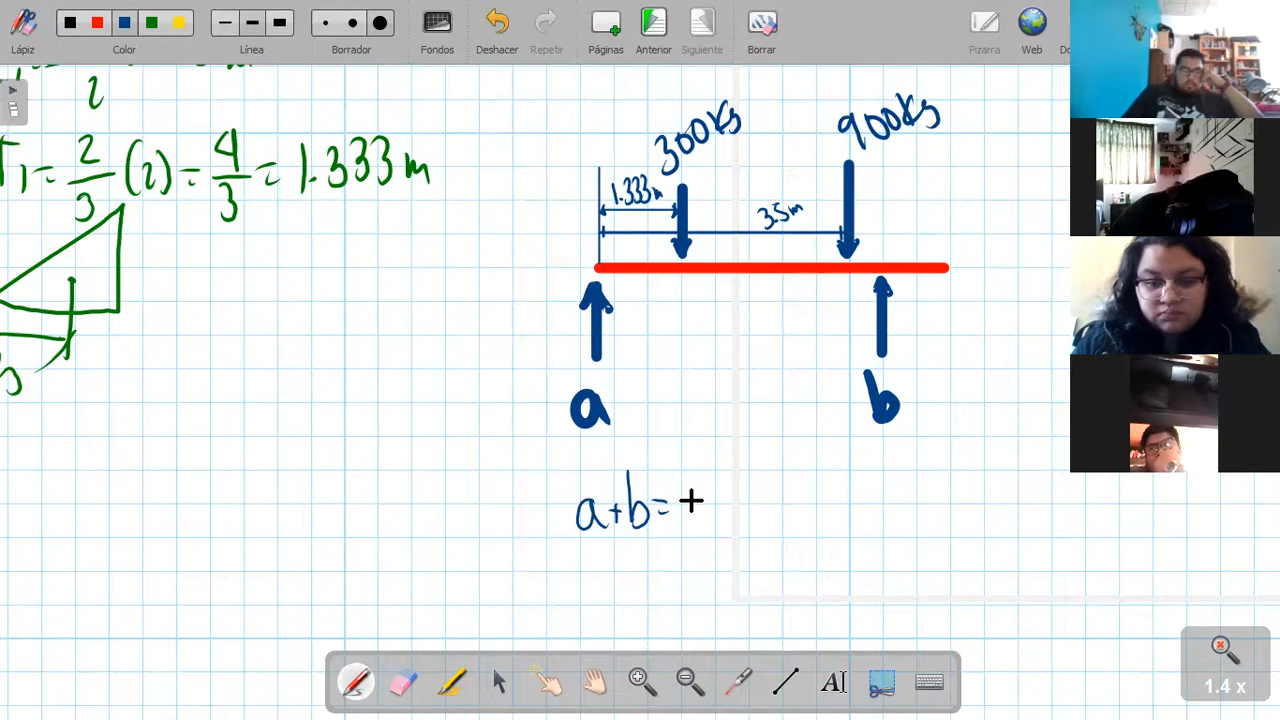 Lápiz
Color
Línea
Borrador
Fondos
Deshacer
Repetir
Páginas
Anterior
Siguiente
Borrar
Pizarra
Web
2
= 2/3 (2) = 4/3 = 1.333 m
300Kg
900Kg
1.333m
3.5m
a
b
a+b=
AI
1.4 x